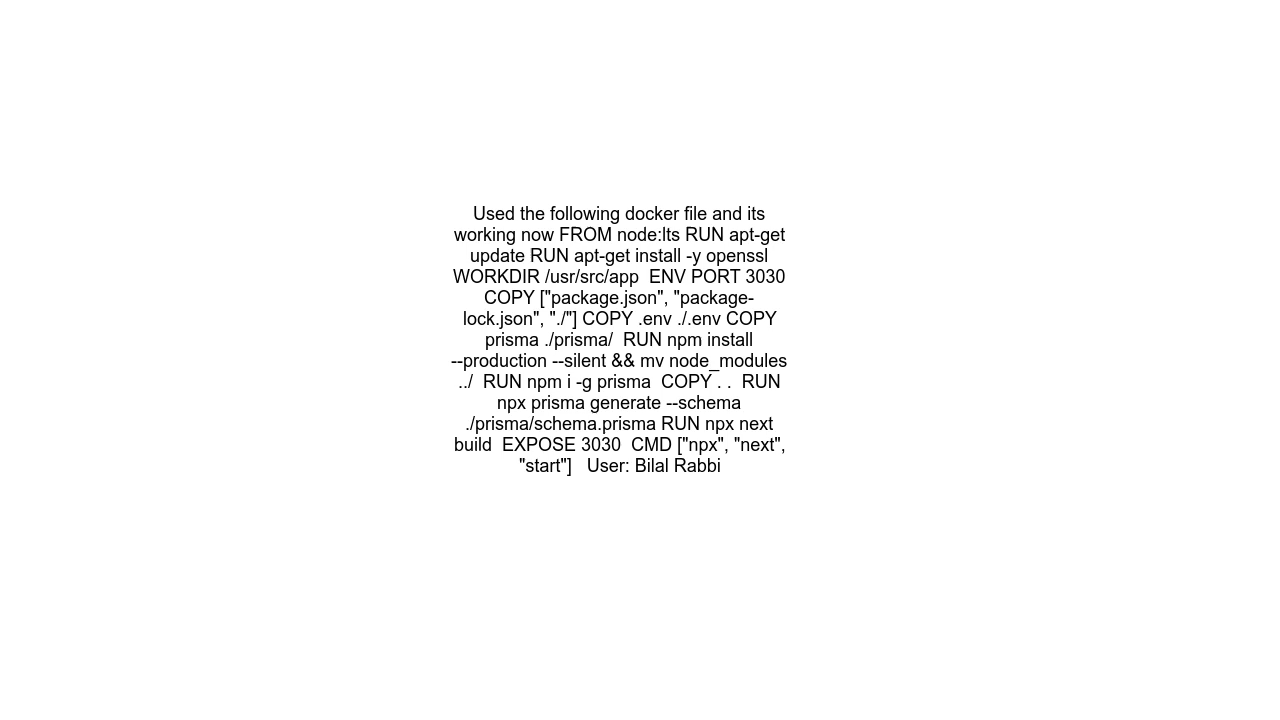 Used the following docker file and its
working now FROM node:lts RUN apt-get
update RUN apt-get install -y openssl
WORKDIR /usr/src/app  ENV PORT 3030
COPY ["package.json", "package-
lock.json", "./"] COPY .env ./.env COPY
prisma ./prisma/  RUN npm install
--production --silent && mv node_modules
../  RUN npm i -g prisma  COPY . .  RUN
npx prisma generate --schema
./prisma/schema.prisma RUN npx next
build  EXPOSE 3030  CMD ["npx", "next",
"start"]   User: Bilal Rabbi